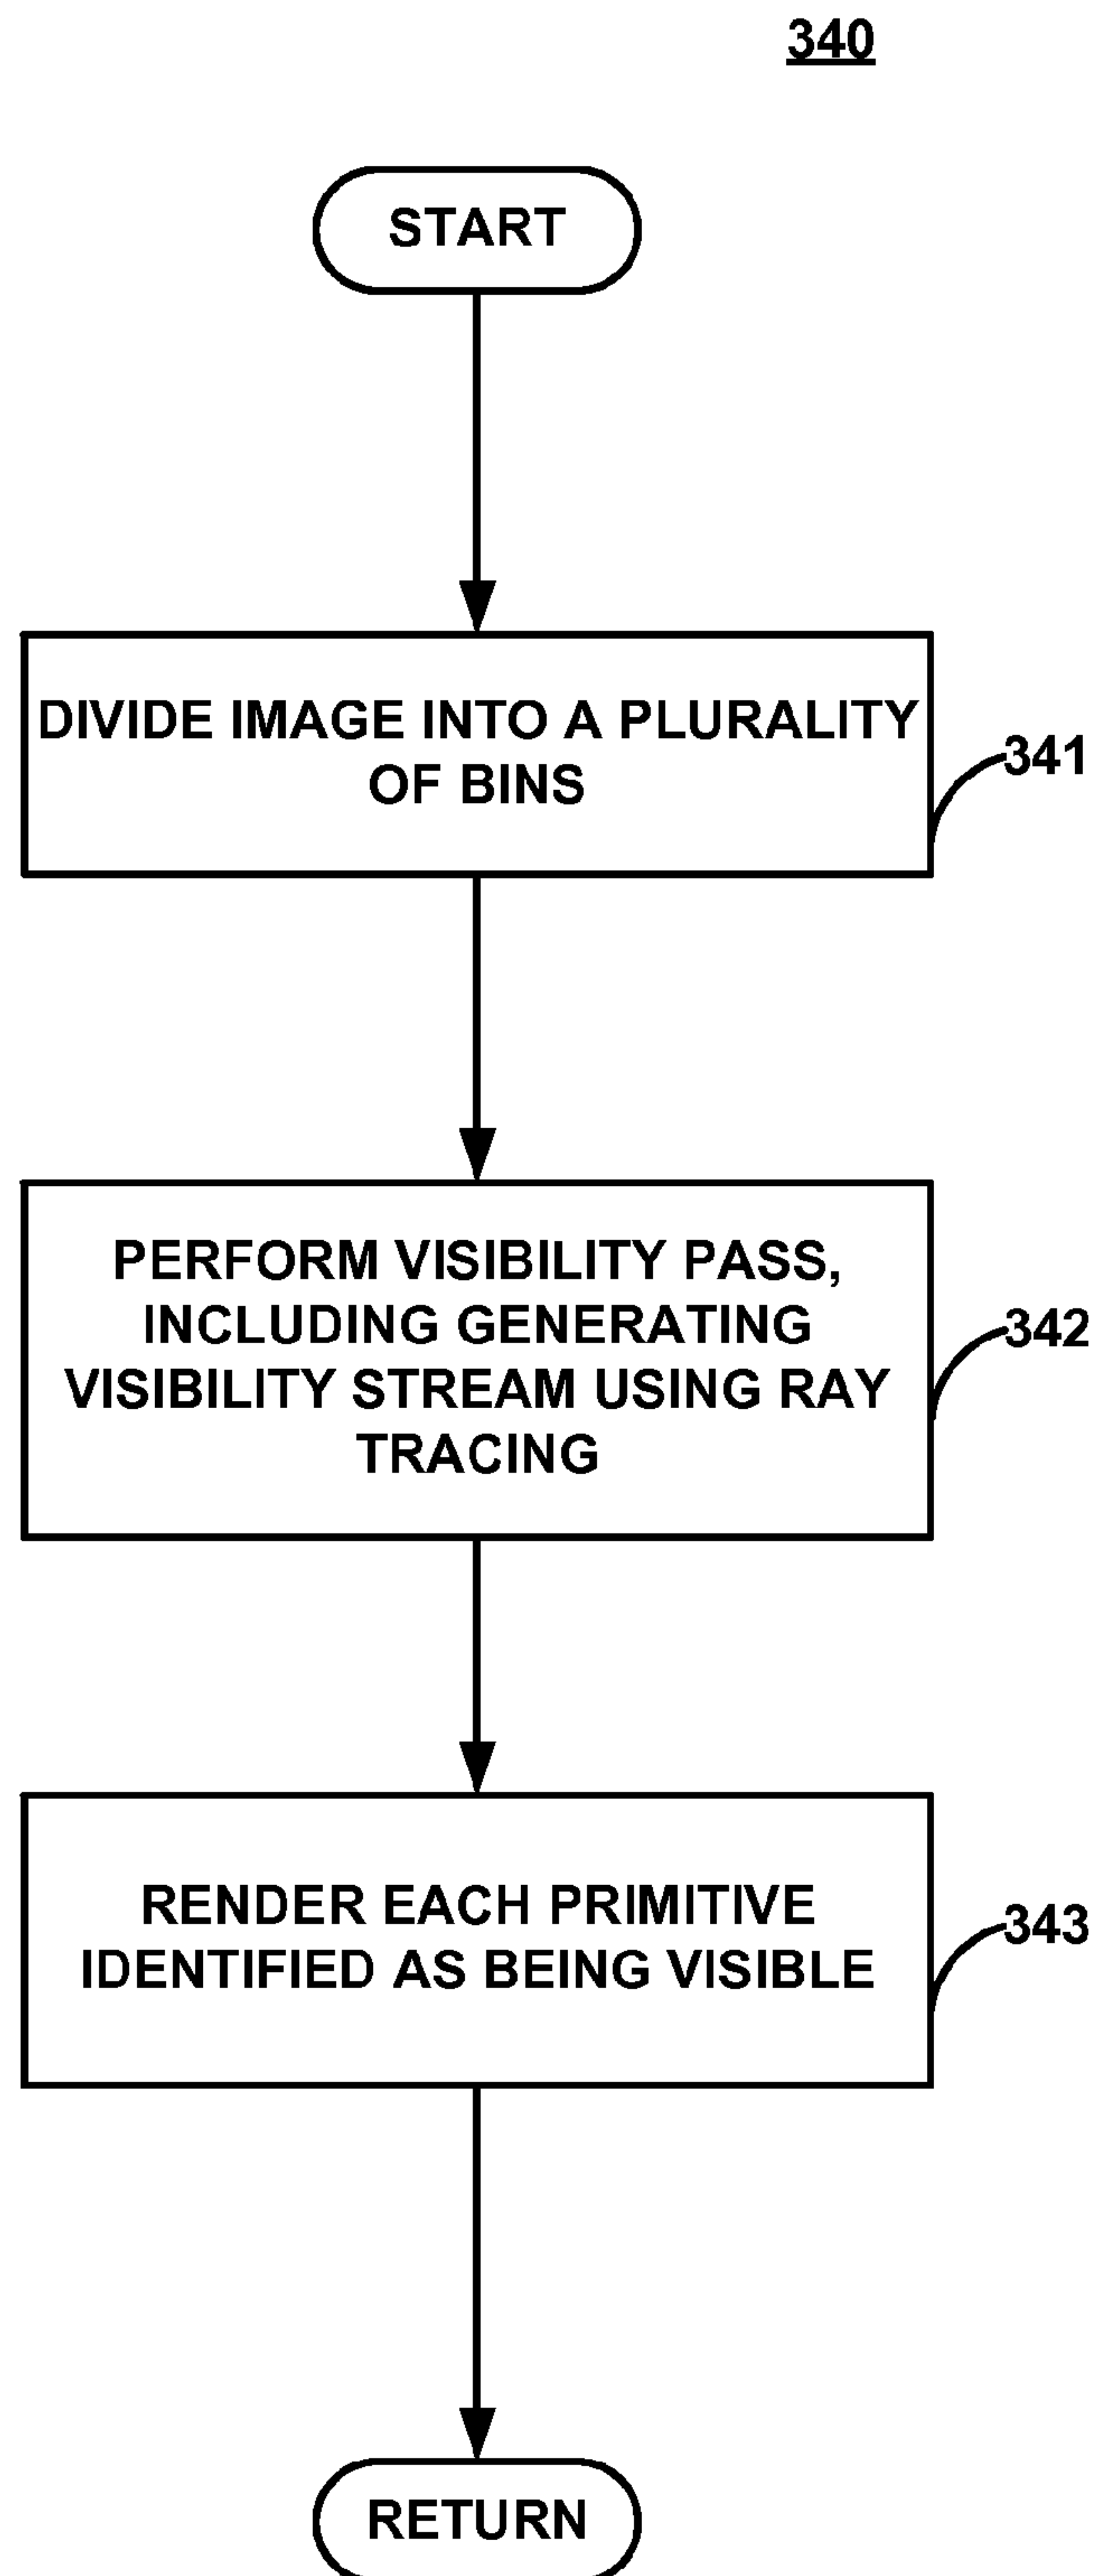 340
START
DIVIDE IMAGE INTO A PLURALITY
OF BINS
341
PERFORM VISIBILITY PASS,
INCLUDING GENERATING
VISIBILITY STREAM USING RAY
TRACING
342
RENDER EACH PRIMITIVE
IDENTIFIED AS BEING VISIBLE
343
RETURN